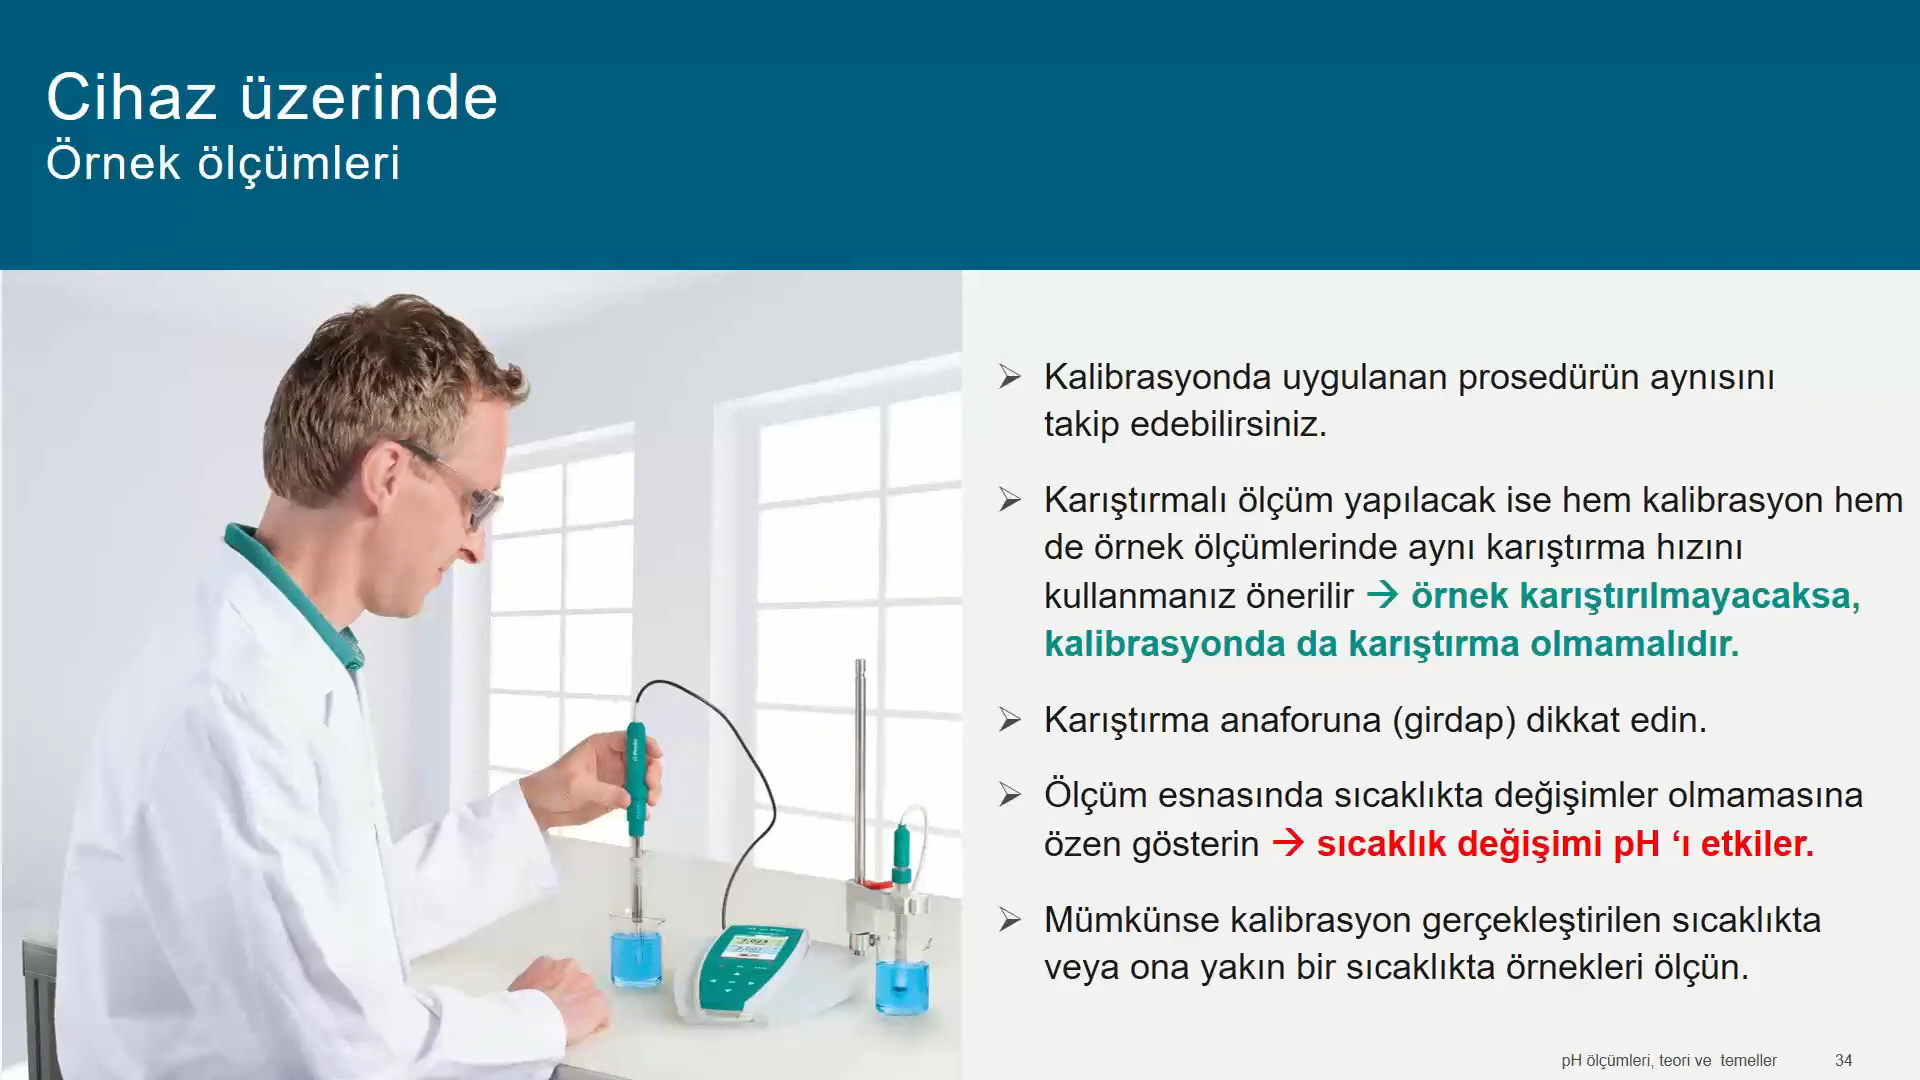 Cihaz üzerinde
Örnek ölçümleri
➢ Kalibrasyonda uygulanan prosedürün aynısını
takip edebilirsiniz.
➢ Karıştırmalı ölçüm yapılacak ise hem kalibrasyon hem
de örnek ölçümlerinde aynı karıştırma hızını
kullanmanız önerilir → örnek karıştırılmayacaksa,
kalibrasyonda da karıştırma olmamalıdır.
➢ Karıştırma anaforuna (girdap) dikkat edin.
➢ Ölçüm esnasında sıcaklıkta değişimler olmamasına
özen gösterin → sıcaklık değişimi pH ‘ı etkiler.
➢ Mümkünse kalibrasyon gerçekleştirilen sıcaklıkta
veya ona yakın bir sıcaklıkta örnekleri ölçün.
pH ölçümleri, teori ve temeller 34